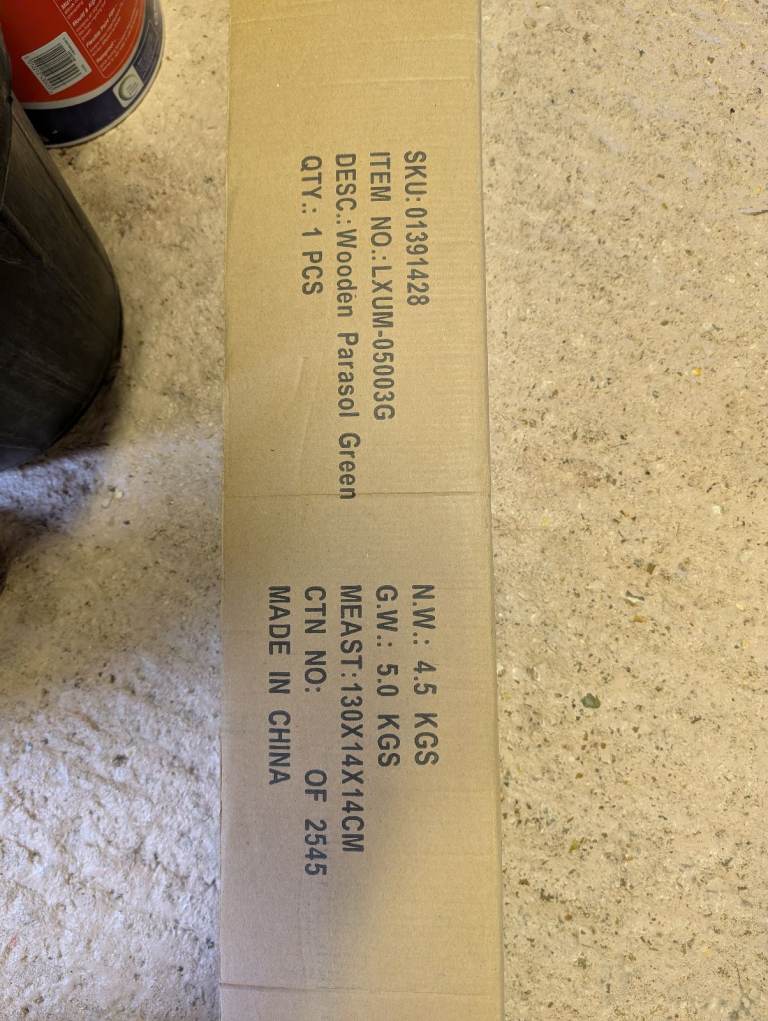 SKU:01391428
ITEM NO.:LXUM-05003G
DESC.:Wooden Parasol Green
QTY.: 1 PCS
N.W.: 4.5 KGS
G.W.: 5.0 KGS
MEAST:130X14X14CM
CTN NO: OF 2545
MADE IN CHINA